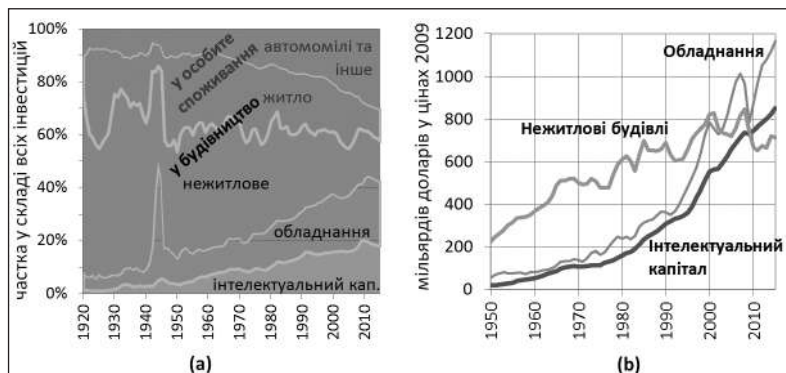 100%
80%
60%
40%
20%
0%
частка у складі всіх інвестицій
у особите
споживання
автомомілі та
інше
житло
у будівництво
нежитлове
обладнання
інтелектуальний кап.
1920
1930
1940
1950
1960
1970
1980
1990
2000
2010
(a)
1200
1000
800
600
400
200
0
мільярдів доларів у цінах 2009
Обладнання
Нежитлові будівлі
Інтелектуальний
капітал
1950
1960
1970
1980
1990
2000
2010
(b)